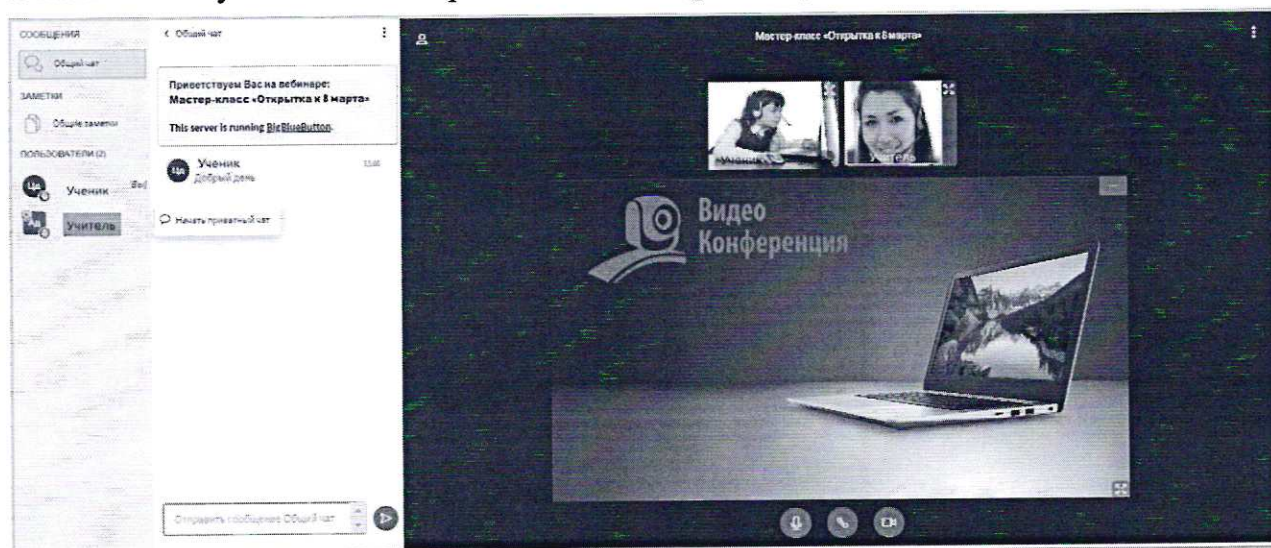 СООБЩЕНИЯ
Общий чат
ЗАМЕТКИ
Общие заметки
ПОЛЬЗОВАТЕЛИ (2)
Ученик
Учитель
Общий чат
Приветствуем Вас на вебинаре:
Мастер-класс «Открытка к 8 марта»
This server is running BigBlueButton.
Ученик
Добрый день
Начать приватный чат
Отправить сообщение Общий чат
Мастер-класс «Открытка к 8 марта»
Ученик
Учитель
Видео
Конференция